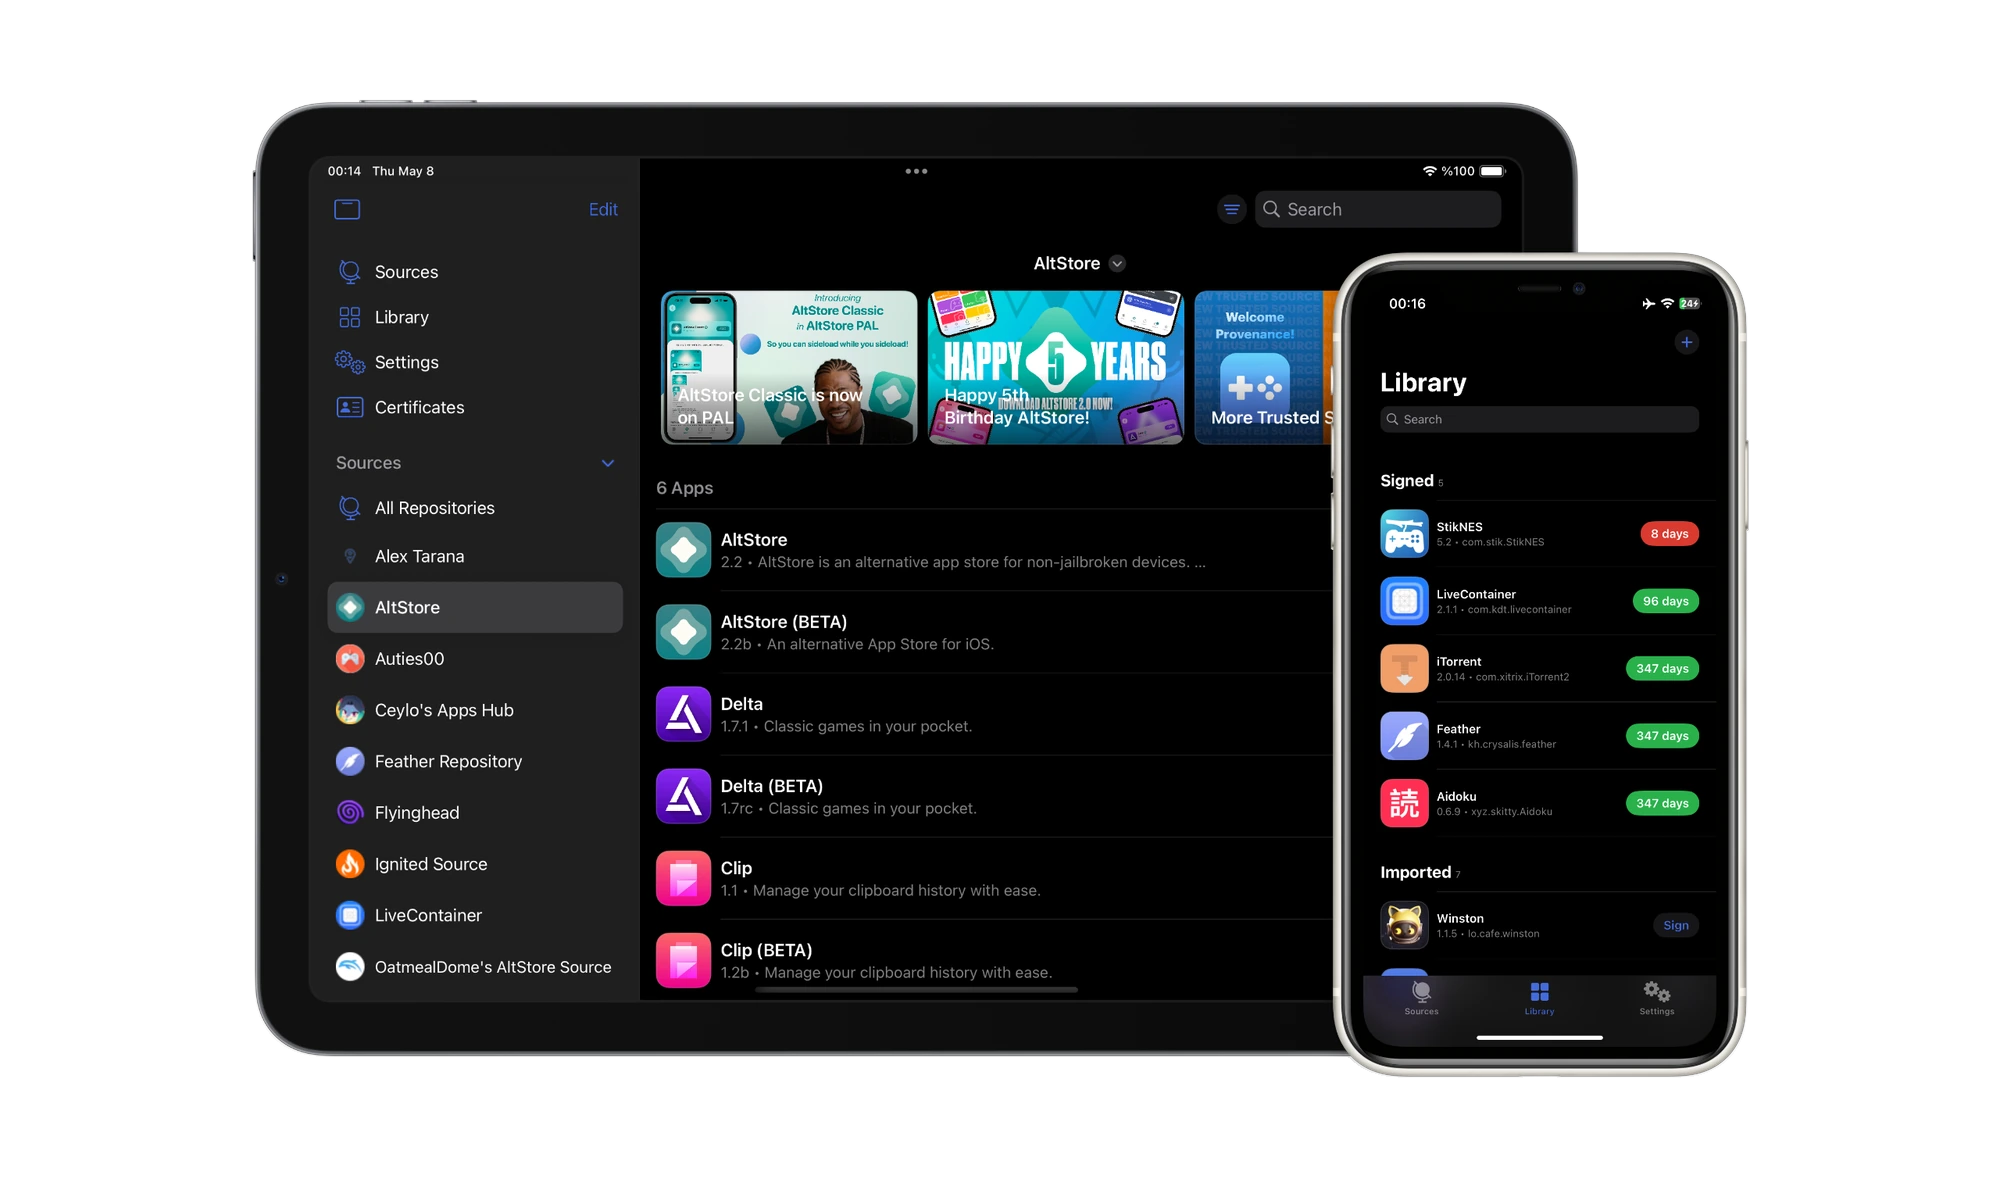 00:14 Thu May 8
%100
Edit
Search
Sources
Library
Settings
Certificates
Sources
All Repositories
Alex Tarana
AltStore
Auties00
Ceylo's Apps Hub
Feather Repository
Flyinghead
Ignited Source
LiveContainer
OatmealDome's AltStore Source
AltStore
Introducing
AltStore Classic
in AltStore PAL
So you can sideload while you sideload!
AltStore Classic is now
on PAL
HAPPY 5 YEARS
DOWNLOAD ALTSTORE 2.0 NOW!
Happy 5th
Birthday AltStore!
Welcome
Provenance!
More Trusted S
6 Apps
AltStore
2.2 • AltStore is an alternative app store for non-jailbroken devices. ...
AltStore (BETA)
2.2b • An alternative App Store for iOS.
Delta
1.7.1 • Classic games in your pocket.
Delta (BETA)
1.7rc • Classic games in your pocket.
Clip
1.1 • Manage your clipboard history with ease.
Clip (BETA)
1.2b • Manage your clipboard history with ease.
00:16
24
Library
Search
Signed 5
StikNES
5.2 • com.stik.StikNES
8 days
LiveContainer
2.1.1 • com.kdt.livecontainer
96 days
iTorrent
2.0.14 • com.xitrix.iTorrent2
347 days
Feather
1.4.1 • kh.crysalis.feather
347 days
読
Aidoku
0.6.9 • xyz.skitty.Aidoku
347 days
Imported 7
Winston
1.1.5 • lo.cafe.winston
Sign
Sources
Library
Settings